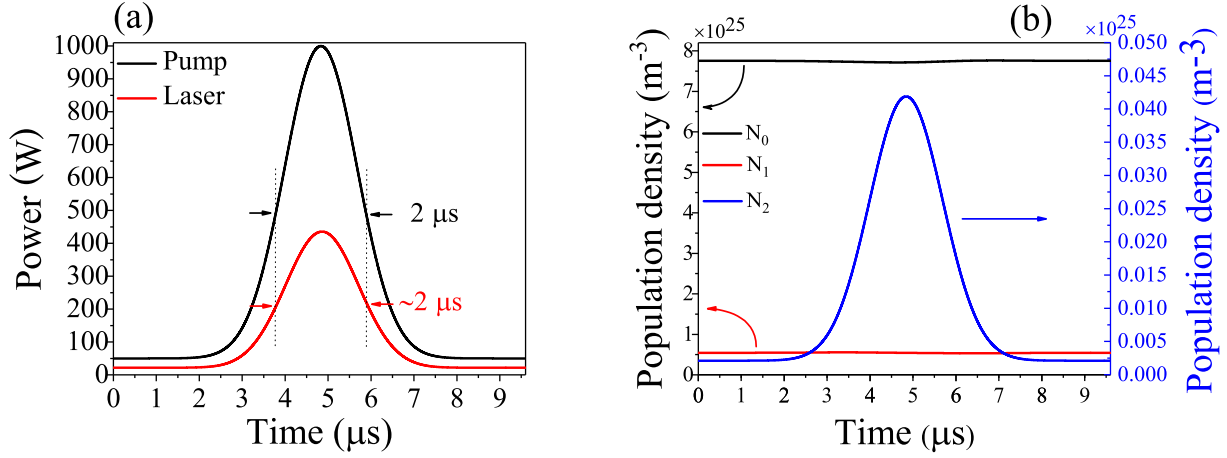 (a)
Power (W)
1000
900
800
700
600
500
400
300
200
100
0
Pump
Laser
2 μs
~2 μs
0 1 2 3 4 5 6 7 8 9
Time (μs)
(b)
×10²⁵
Population density (m⁻³)
8
7
6
5
4
3
2
1
0
N₀
N₁
N₂
0 1 2 3 4 5 6 7 8 9
Time (μs)
×10²⁵
0.050
0.045
0.040
0.035
0.030
0.025
0.020
0.015
0.010
0.005
0.000
Population density (m⁻³)